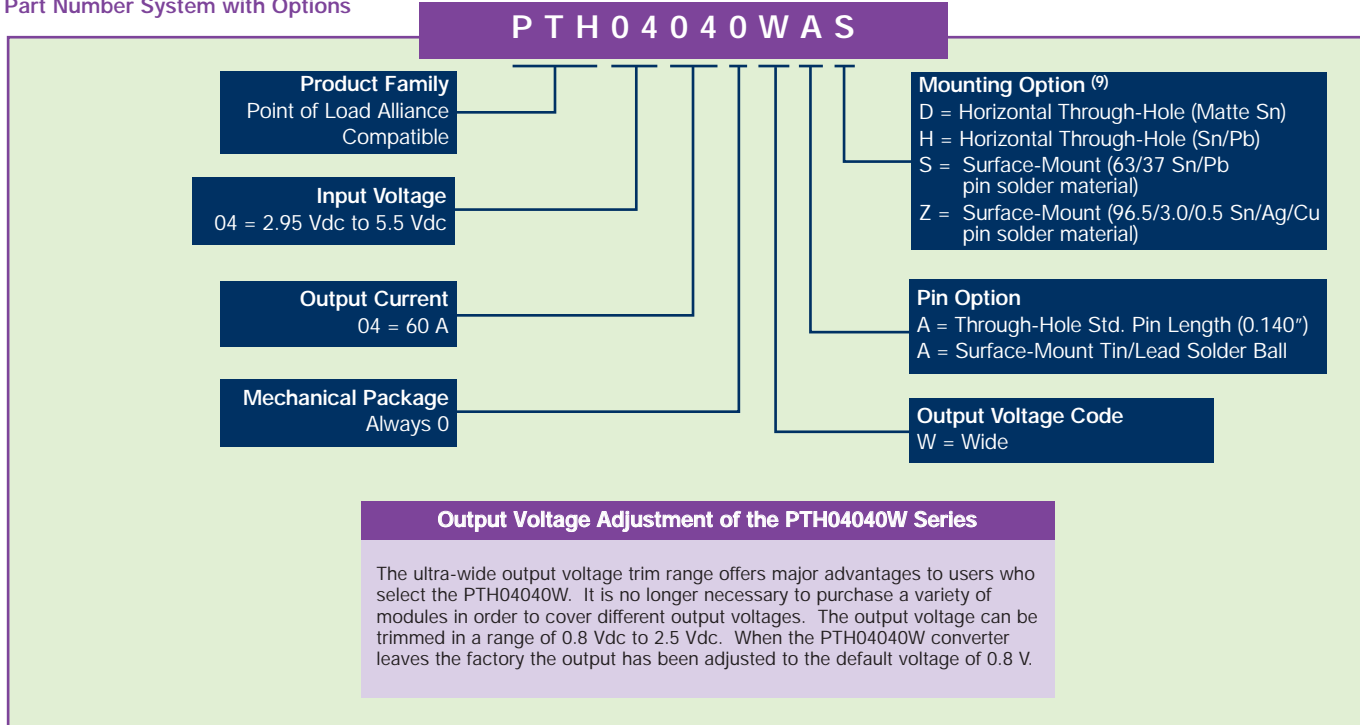 Part Number System with Options
P T H 0 4 0 4 0 W A S
Product Family
Point of Load Alliance
Compatible
Input Voltage
04 = 2.95 Vdc to 5.5 Vdc
Output Current
04 = 60 A
Mechanical Package
Always 0
Mounting Option (9)
D = Horizontal Through-Hole (Matte Sn)
H = Horizontal Through-Hole (Sn/Pb)
S = Surface-Mount (63/37 Sn/Pb
pin solder material)
Z = Surface-Mount (96.5/3.0/0.5 Sn/Ag/Cu
pin solder material)
Pin Option
A = Through-Hole Std. Pin Length (0.140″)
A = Surface-Mount Tin/Lead Solder Ball
Output Voltage Code
W = Wide
Output Voltage Adjustment of the PTH04040W Series
The ultra-wide output voltage trim range offers major advantages to users who
select the PTH04040W. It is no longer necessary to purchase a variety of
modules in order to cover different output voltages. The output voltage can be
trimmed in a range of 0.8 Vdc to 2.5 Vdc. When the PTH04040W converter
leaves the factory the output has been adjusted to the default voltage of 0.8 V.